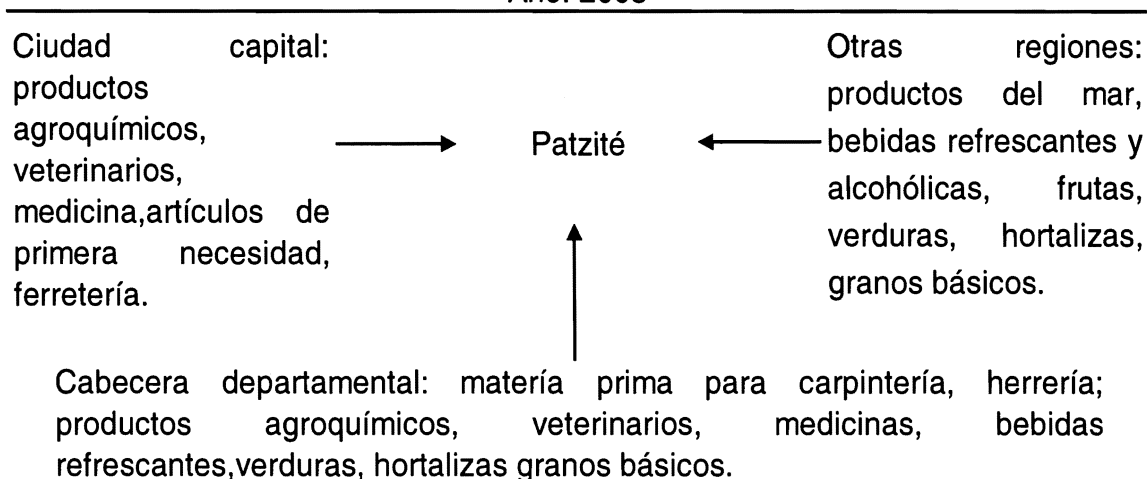 Ciudad capital:
productos
agroquímicos,
veterinarios,
medicina,artículos de
primera necesidad,
ferretería.
Patzité
Otras regiones:
productos del mar,
bebidas refrescantes y
alcohólicas, frutas,
verduras, hortalizas,
granos básicos.
Cabecera departamental: matería prima para carpintería, herrería;
productos agroquímicos, veterinarios, medicinas, bebidas
refrescantes,verduras, hortalizas granos básicos.